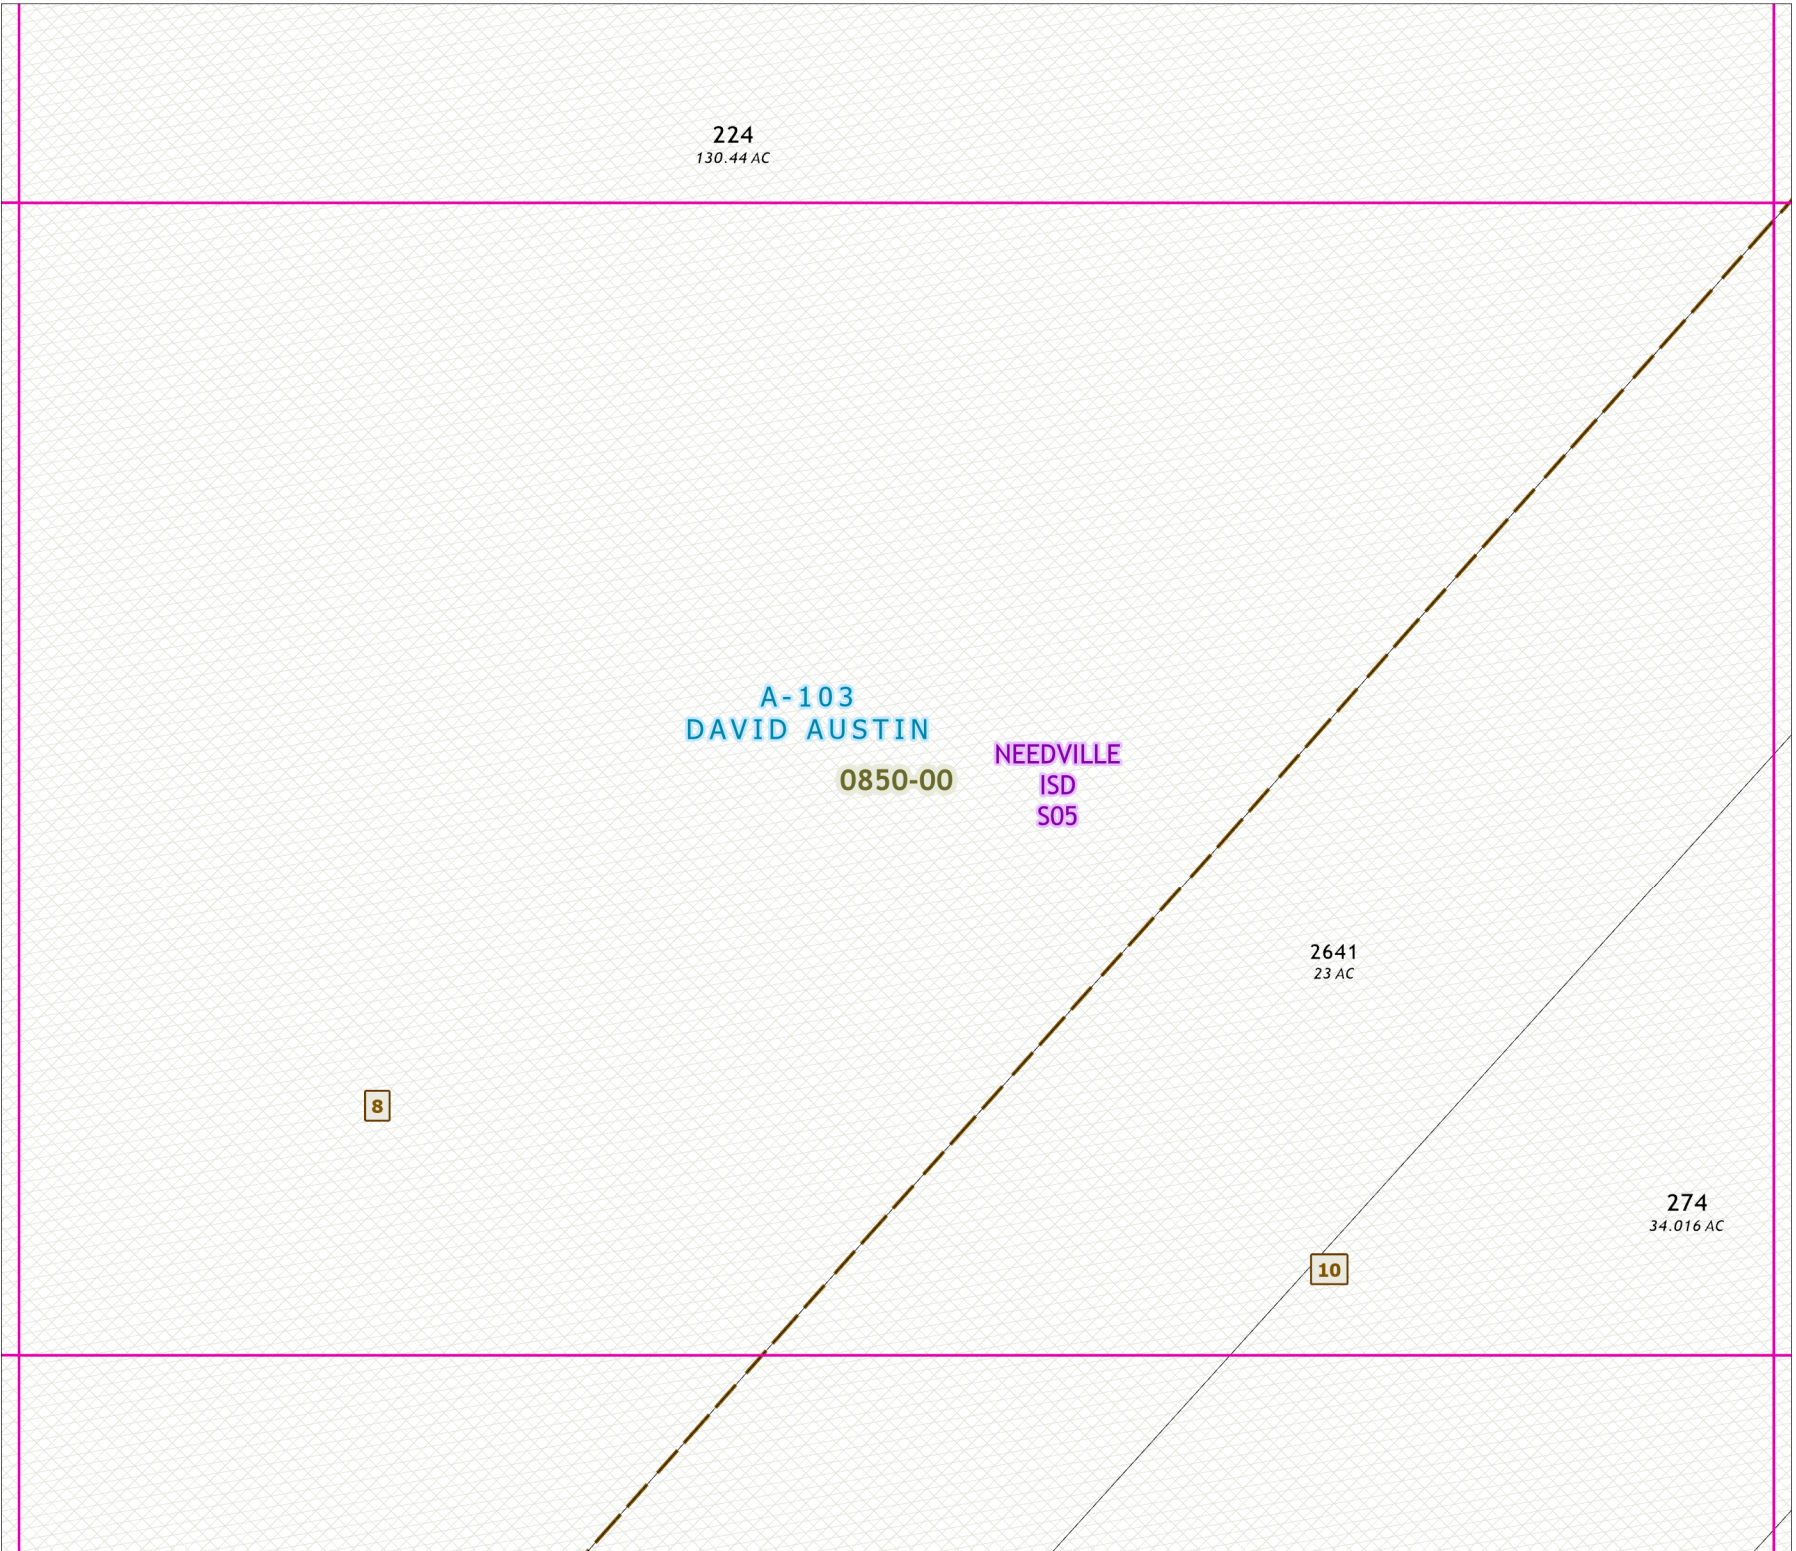 224
130.44 AC
A-103
DAVID AUSTIN
0850-00
NEEDVILLE
ISD
S05
2641
23 AC
8
274
34.016 AC
10